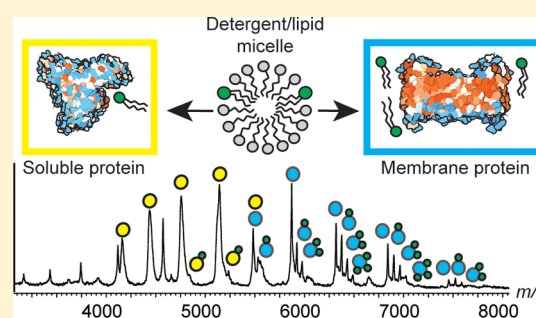 Detergent/lipid
micelle
Soluble protein
Membrane protein
4000
5000
6000
7000
8000
m/